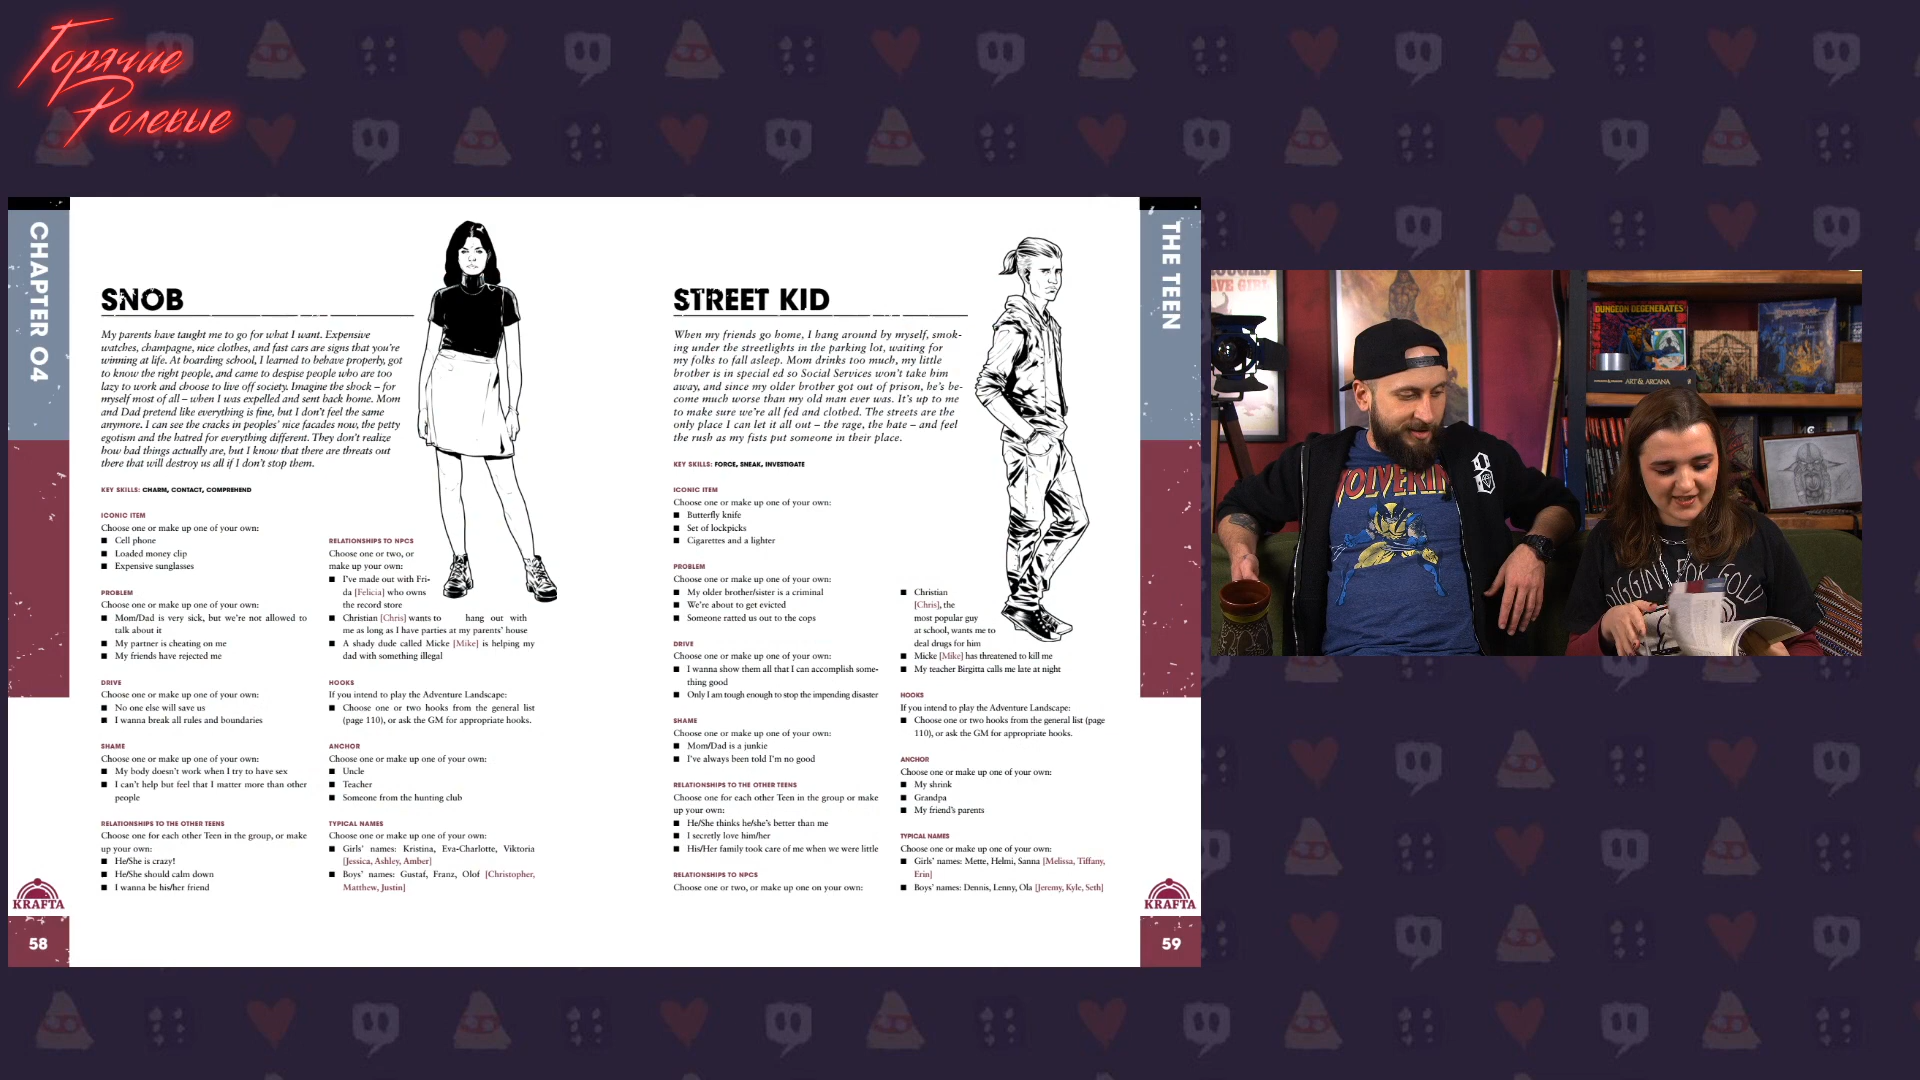 Горячие
Ролевые
CHAPTER 04
SNOB
My parents have taught me to go for what I want. Expensive
watches, champagne, nice clothes, and fast cars are signs that you're
winning at life. At boarding school, I learned to behave properly, got
to know the right people, and came to despise people who are too
lazy to work and choose to live off society. Imagine the shock – for
myself most of all – when I was expelled and sent back home. Mom
and Dad pretend like everything is fine, but I don't feel the same
anymore. I can see the cracks in peoples' nice facades now, the petty
egotism and the hatred for everything different. They don't realize
how bad things actually are, but I know that there are threats out
there that will destroy us all if I don't stop them.
KEY SKILLS: CHARM, CONTACT, COMPREHEND
ICONIC ITEM
Choose one or make up one of your own:
■ Cell phone
■ Loaded money clip
■ Expensive sunglasses
PROBLEM
Choose one or make up one of your own:
■ Mom/Dad is very sick, but we're not allowed to
talk about it
■ My partner is cheating on me
■ My friends have rejected me
DRIVE
Choose one or make up one of your own:
■ No one else will save us
■ I wanna break all rules and boundaries
SHAME
Choose one or make up one of your own:
■ My body doesn't work when I try to have sex
■ I can't help but feel that I matter more than other
people
RELATIONSHIPS TO THE OTHER TEENS
Choose one for each other Teen in the group, or make
up your own:
■ He/She is crazy!
■ He/She should calm down
■ I wanna be his/her friend
RELATIONSHIPS TO NPCS
Choose one or two, or
make up your own:
■ I've made out with Fri-
da [Felicia] who owns
the record store
■ Christian [Chris] wants to hang out with
me as long as I have parties at my parents' house
■ A shady dude called Micke [Mike] is helping my
dad with something illegal
HOOKS
If you intend to play the Adventure Landscape:
■ Choose one or two hooks from the general list
(page 110), or ask the GM for appropriate hooks.
ANCHOR
Choose one or make up one of your own:
■ Uncle
■ Teacher
■ Someone from the hunting club
TYPICAL NAMES
Choose one or make up one of your own:
■ Girls' names: Kristina, Eva-Charlotte, Viktoria
[Jessica, Ashley, Amber]
■ Boys' names: Gustaf, Franz, Olof [Christopher,
Matthew, Justin]
KRAFTA
58
STREET KID
When my friends go home, I hang around by myself, smok-
ing under the streetlights in the parking lot, waiting for
my folks to fall asleep. Mom drinks too much, my little
brother is in special ed so Social Services won't take him
away, and since my older brother got out of prison, he's be-
come much worse than my old man ever was. It's up to me
to make sure we're all fed and clothed. The streets are the
only place I can let it all out – the rage, the hate – and feel
the rush as my fists put someone in their place.
KEY SKILLS: FORCE, SNEAK, INVESTIGATE
ICONIC ITEM
Choose one or make up one of your own:
■ Butterfly knife
■ Set of lockpicks
■ Cigarettes and a lighter
PROBLEM
Choose one or make up one of your own:
■ My older brother/sister is a criminal
■ We're about to get evicted
■ Someone ratted us out to the cops
DRIVE
Choose one or make up one of your own:
■ I wanna show them all that I can accomplish some-
thing good
■ Only I am tough enough to stop the impending disaster
SHAME
Choose one or make up one of your own:
■ Mom/Dad is a junkie
■ I've always been told I'm no good
RELATIONSHIPS TO THE OTHER TEENS
Choose one for each other Teen in the group or make
up your own:
■ He/She thinks he/she's better than me
■ I secretly love him/her
■ His/Her family took care of me when we were little
RELATIONSHIPS TO NPCS
Choose one or two, or make up one on your own:
■ Christian
[Chris], the
most popular guy
at school, wants me to
deal drugs for him
■ Micke [Mike] has threatened to kill me
■ My teacher Birgitta calls me late at night
HOOKS
If you intend to play the Adventure Landscape:
■ Choose one or two hooks from the general list (page
110), or ask the GM for appropriate hooks.
ANCHOR
Choose one or make up one of your own:
■ My shrink
■ Grandpa
■ My friend's parents
TYPICAL NAMES
Choose one or make up one of your own:
■ Girls' names: Mette, Helmi, Sanna [Melissa, Tiffany,
Erin]
■ Boys' names: Dennis, Lenny, Ola [Jeremy, Kyle, Seth]
THE TEEN
KRAFTA
59
DUNGEON DEGENERATES
ART & ARCANA
WOLVERIN
FOR GOLD